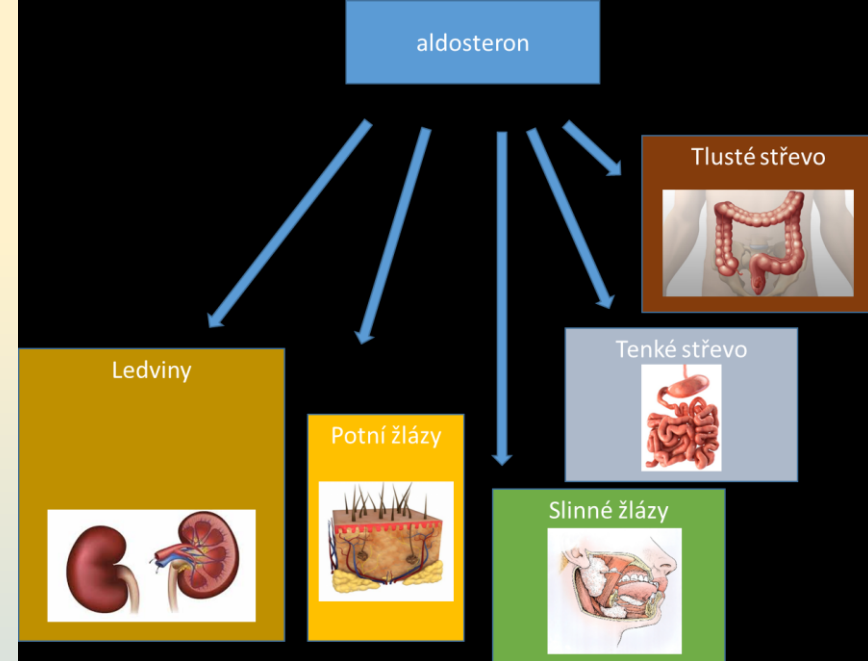 aldosteron
Tlusté střevo
Tenké střevo
Ledviny
Potní žlázy
Slinné žlázy